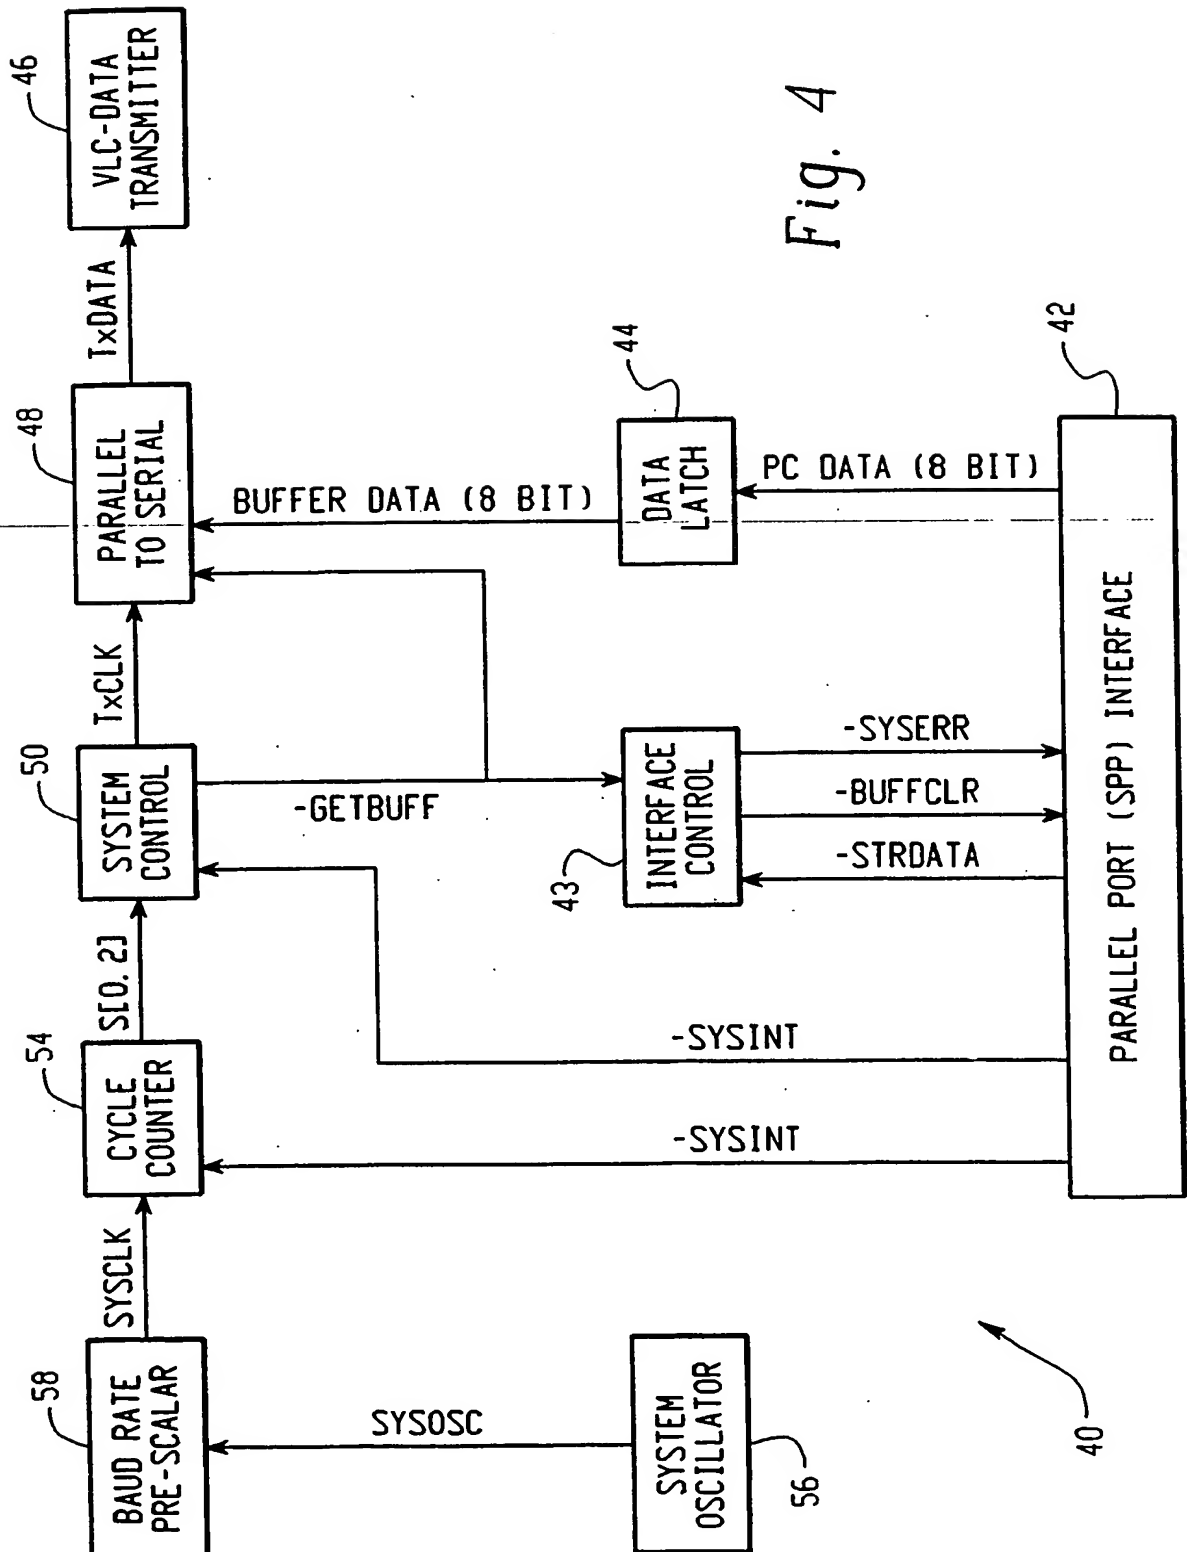 58
BAUD RATE
PRE-SCALAR
SYSCLK
54
CYCLE
COUNTER
S[0..2]
50
SYSTEM
CONTROL
TxCLK
48
PARALLEL
TO SERIAL
TxDATA
46
VLC-DATA
TRANSMITTER
SYSOSC
-GETBUFF
BUFFER DATA (8 BIT)
SYSTEM
OSCILLATOR
56
43
INTERFACE
CONTROL
44
DATA
LATCH
-SYSINT
-SYSINT
-STRDATA
-BUFFCLR
-SYSERR
PC DATA (8 BIT)
42
PARALLEL PORT (SPP) INTERFACE
40
Fig. 4